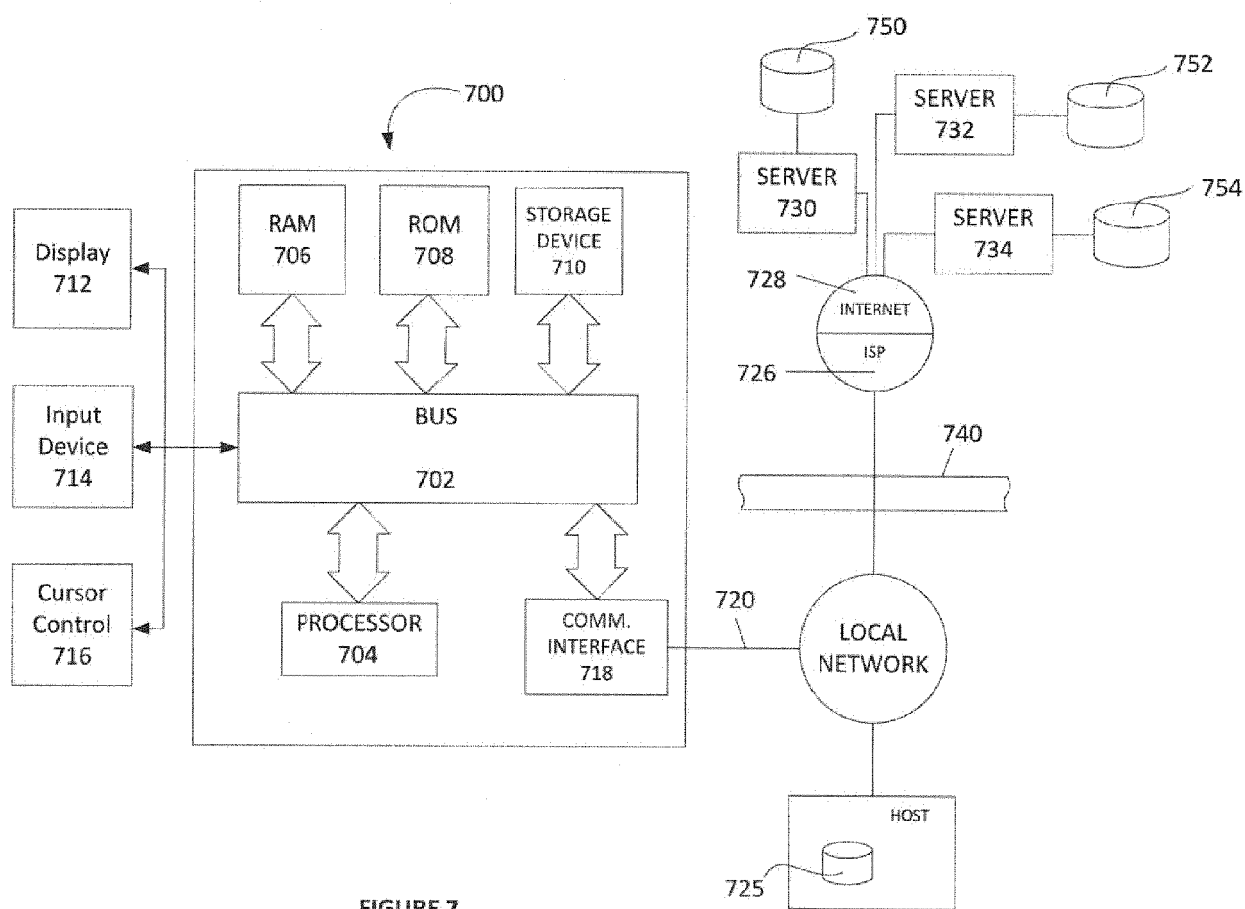 750
752
SERVER
732
700
SERVER
730
754
SERVER
734
RAM
706
ROM
708
STORAGE
DEVICE
710
Display
712
728
INTERNET
ISP
726
BUS
702
Input
Device
714
740
Cursor
Control
716
PROCESSOR
704
COMM.
INTERFACE
718
720
LOCAL
NETWORK
HOST
725
FIGURE 7